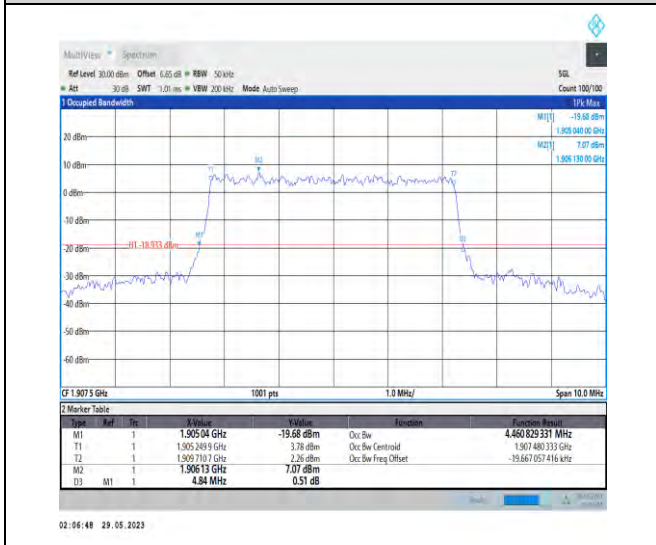 MultiView Spectrum
Ref Level 30.00 dBm Offset 6.65 dB RBW 50 kHz SGL
Att 30 dB SWT 1.01 ms VBW 200 kHz Mode Auto Sweep Count 100/100
1 Occupied Bandwidth 1Pk Max
M1[1] -19.68 dBm
1.905 040 00 GHz
20 dBm M2[1] 7.07 dBm
1.906 130 00 GHz
M2
10 dBm
T1 T2
0 dBm
-10 dBm
M1 D3
-20 dBm H1 -18.933 dBm
-30 dBm
-40 dBm
-50 dBm
-60 dBm
CF 1.907 5 GHz 1001 pts 1.0 MHz/ Span 10.0 MHz
2 Marker Table
Type Ref Trc X-Value Y-Value Function Function Result
M1 1 1.905 04 GHz -19.68 dBm Occ Bw 4.460 829 331 MHz
T1 1 1.905 249 9 GHz 3.78 dBm Occ Bw Centroid 1.907 480 333 GHz
T2 1 1.909 710 7 GHz 2.26 dBm Occ Bw Freq Offset -19.667 057 416 kHz
M2 1 1.906 13 GHz 7.07 dBm
D3 M1 1 4.84 MHz 0.51 dB
02:06:48 29.05.2023